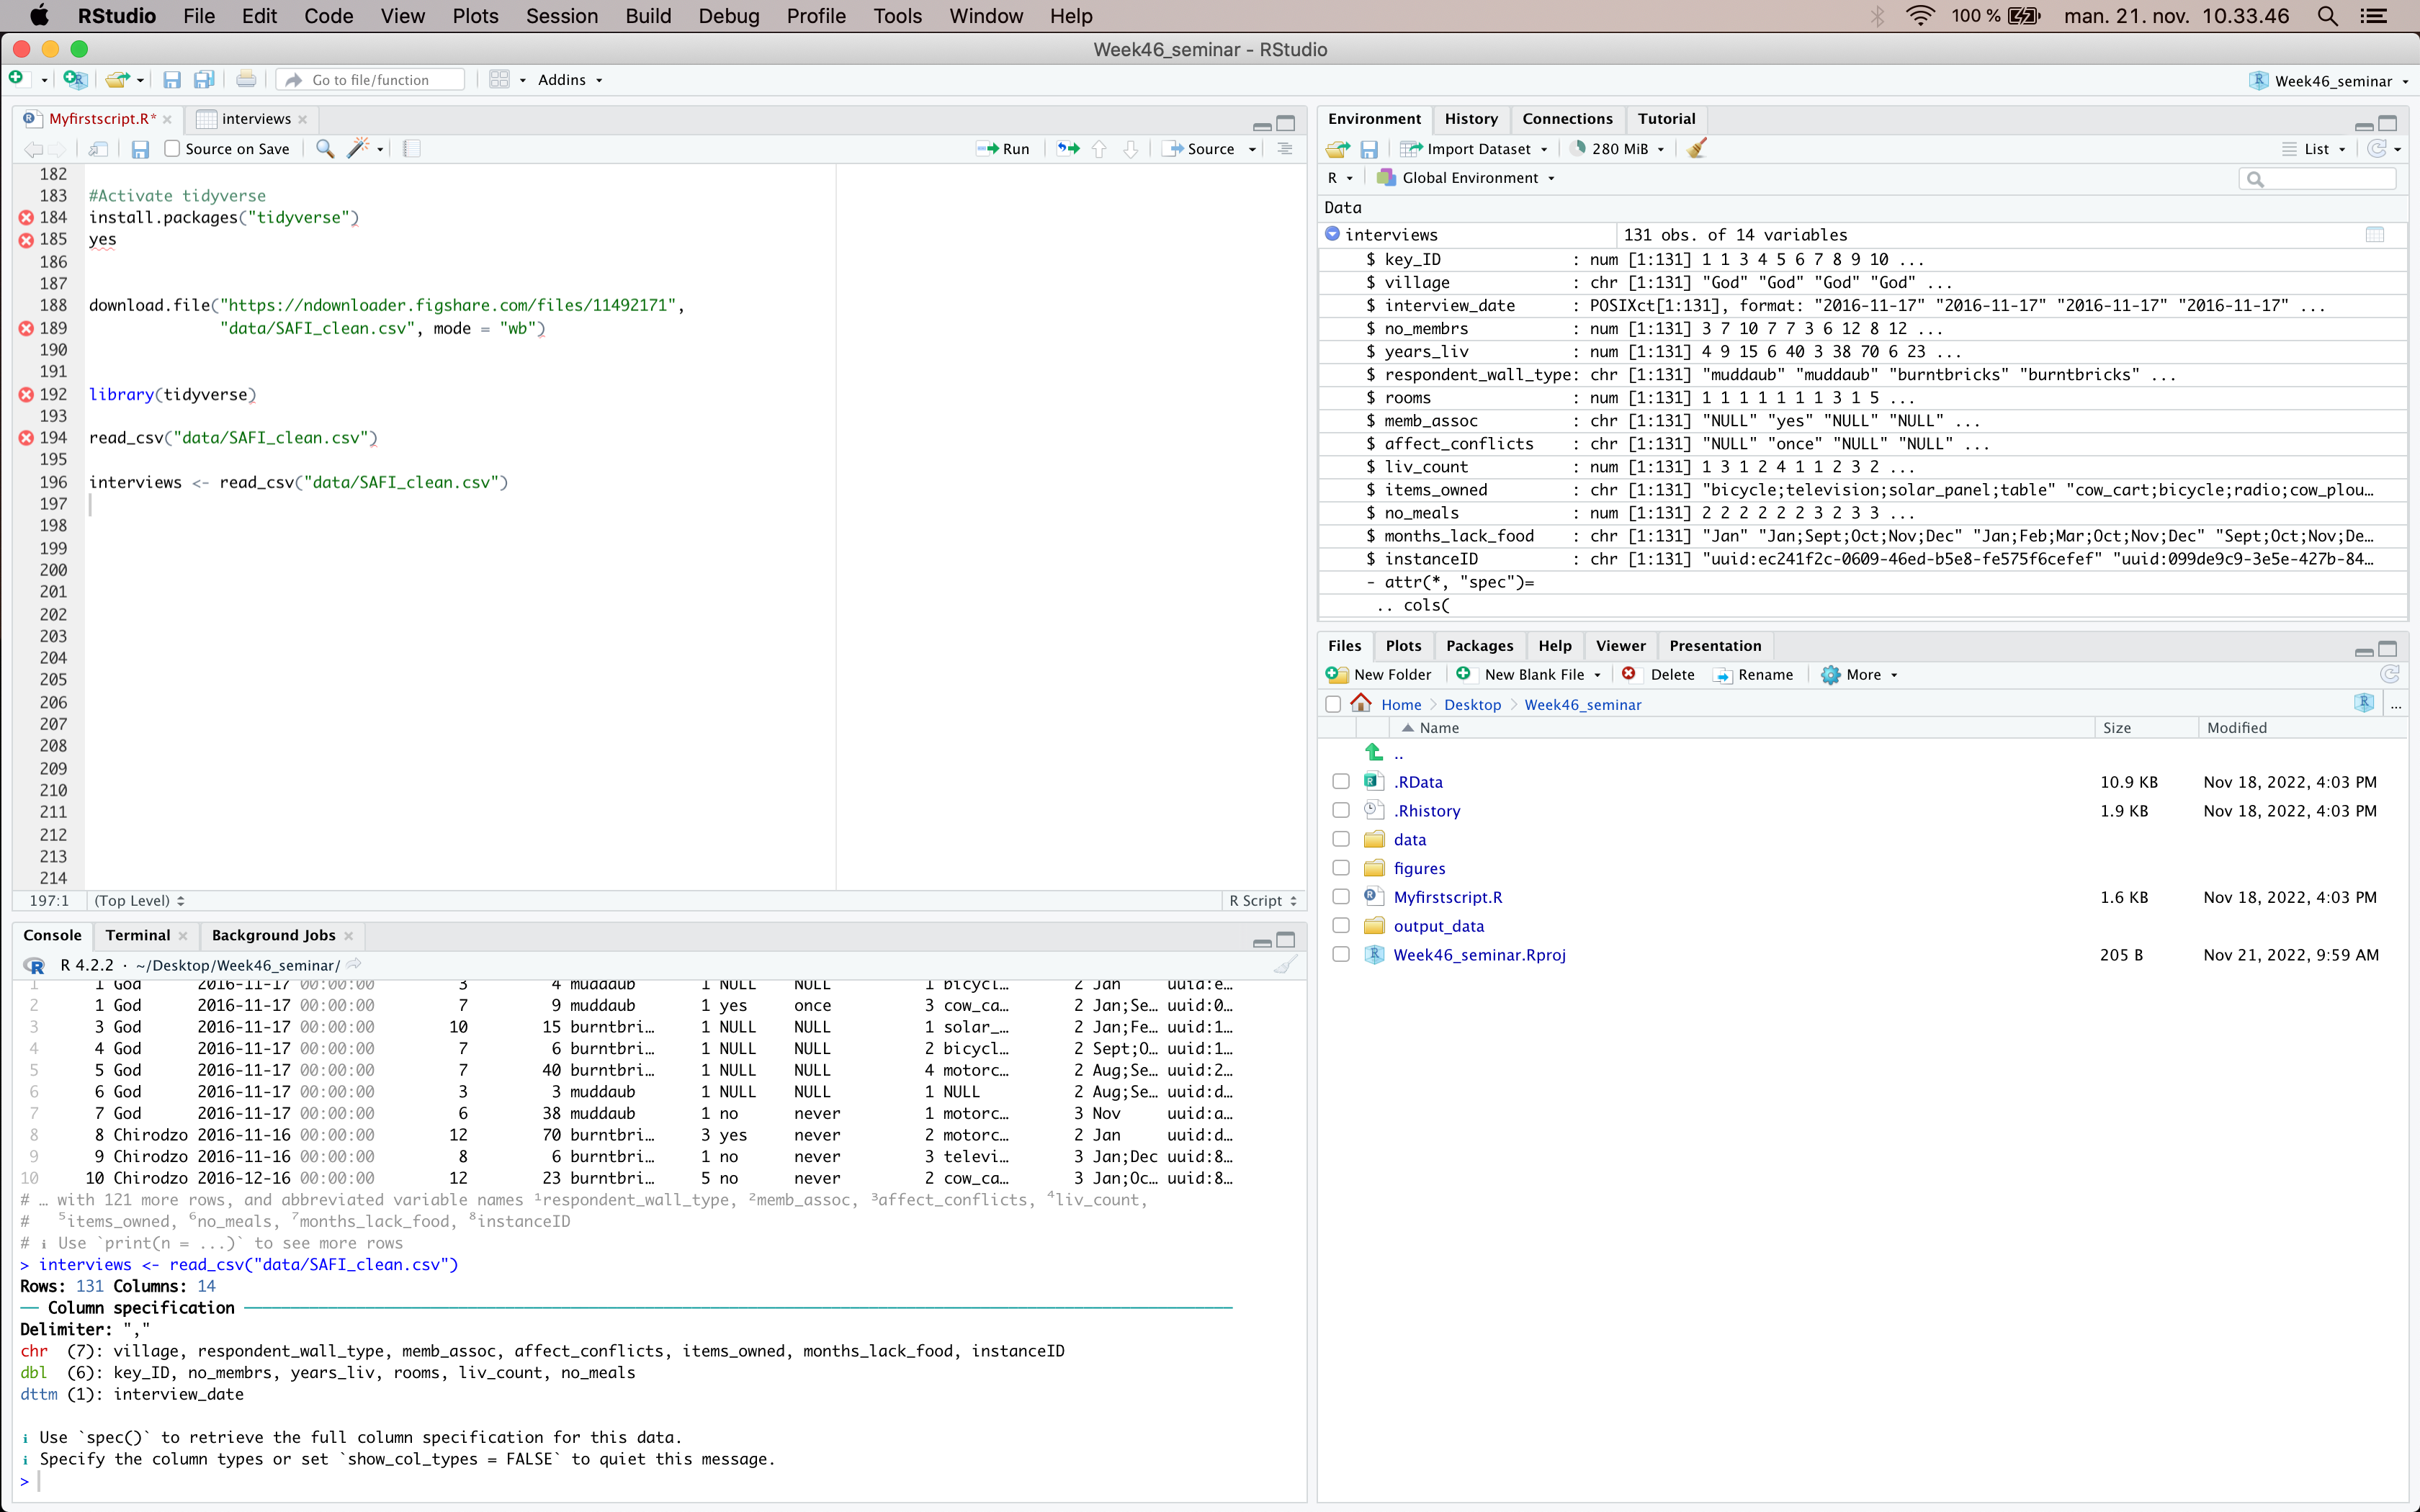 RStudio File Edit Code View Plots Session Build Debug Profile Tools Window Help 100 % man. 21. nov. 10.33.46
Week46_seminar - RStudio
Go to file/function Addins Week46_seminar
Myfirstscript.R* interviews
Source on Save Run Source
182
183 #Activate tidyverse
184 install.packages("tidyverse")
185 yes
186
187
188 download.file("https://ndownloader.figshare.com/files/11492171",
189 "data/SAFI_clean.csv", mode = "wb")
190
191
192 library(tidyverse)
193
194 read_csv("data/SAFI_clean.csv")
195
196 interviews <- read_csv("data/SAFI_clean.csv")
197
198
199
200
201
202
203
204
205
206
207
208
209
210
211
212
213
214
197:1 (Top Level) R Script
Console Terminal Background Jobs
R 4.2.2 · ~/Desktop/Week46_seminar/
1 1 God 2016-11-17 00:00:00 3 4 muddaub 1 NULL NULL 1 bicycl… 2 Jan uuid:e…
2 1 God 2016-11-17 00:00:00 7 9 muddaub 1 yes once 3 cow_ca… 2 Jan;Se… uuid:0…
3 3 God 2016-11-17 00:00:00 10 15 burntbri… 1 NULL NULL 1 solar_… 2 Jan;Fe… uuid:1…
4 4 God 2016-11-17 00:00:00 7 6 burntbri… 1 NULL NULL 2 bicycl… 2 Sept;O… uuid:1…
5 5 God 2016-11-17 00:00:00 7 40 burntbri… 1 NULL NULL 4 motorc… 2 Aug;Se… uuid:2…
6 6 God 2016-11-17 00:00:00 3 3 muddaub 1 NULL NULL 1 NULL 2 Aug;Se… uuid:d…
7 7 God 2016-11-17 00:00:00 6 38 muddaub 1 no never 1 motorc… 3 Nov uuid:a…
8 8 Chirodzo 2016-11-16 00:00:00 12 70 burntbri… 3 yes never 2 motorc… 2 Jan uuid:d…
9 9 Chirodzo 2016-11-16 00:00:00 8 6 burntbri… 1 no never 3 televi… 3 Jan;Dec uuid:8…
10 10 Chirodzo 2016-12-16 00:00:00 12 23 burntbri… 5 no never 2 cow_ca… 3 Jan;Oc… uuid:8…
# … with 121 more rows, and abbreviated variable names ¹respondent_wall_type, ²memb_assoc, ³affect_conflicts, ⁴liv_count,
# ⁵items_owned, ⁶no_meals, ⁷months_lack_food, ⁸instanceID
# ℹ Use `print(n = ...)` to see more rows
> interviews <- read_csv("data/SAFI_clean.csv")
Rows: 131 Columns: 14
── Column specification ──
Delimiter: ","
chr (7): village, respondent_wall_type, memb_assoc, affect_conflicts, items_owned, months_lack_food, instanceID
dbl (6): key_ID, no_membrs, years_liv, rooms, liv_count, no_meals
dttm (1): interview_date
ℹ Use `spec()` to retrieve the full column specification for this data.
ℹ Specify the column types or set `show_col_types = FALSE` to quiet this message.
>
Environment History Connections Tutorial
Import Dataset 280 MiB List
R Global Environment
Data
interviews 131 obs. of 14 variables
$ key_ID : num [1:131] 1 1 3 4 5 6 7 8 9 10 ...
$ village : chr [1:131] "God" "God" "God" "God" ...
$ interview_date : POSIXct[1:131], format: "2016-11-17" "2016-11-17" "2016-11-17" "2016-11-17" ...
$ no_membrs : num [1:131] 3 7 10 7 7 3 6 12 8 12 ...
$ years_liv : num [1:131] 4 9 15 6 40 3 38 70 6 23 ...
$ respondent_wall_type: chr [1:131] "muddaub" "muddaub" "burntbricks" "burntbricks" ...
$ rooms : num [1:131] 1 1 1 1 1 1 1 3 1 5 ...
$ memb_assoc : chr [1:131] "NULL" "yes" "NULL" "NULL" ...
$ affect_conflicts : chr [1:131] "NULL" "once" "NULL" "NULL" ...
$ liv_count : num [1:131] 1 3 1 2 4 1 1 2 3 2 ...
$ items_owned : chr [1:131] "bicycle;television;solar_panel;table" "cow_cart;bicycle;radio;cow_plou…
$ no_meals : num [1:131] 2 2 2 2 2 2 3 2 3 3 ...
$ months_lack_food : chr [1:131] "Jan" "Jan;Sept;Oct;Nov;Dec" "Jan;Feb;Mar;Oct;Nov;Dec" "Sept;Oct;Nov;De…
$ instanceID : chr [1:131] "uuid:ec241f2c-0609-46ed-b5e8-fe575f6cefef" "uuid:099de9c9-3e5e-427b-84…
- attr(*, "spec")=
.. cols(
Files Plots Packages Help Viewer Presentation
New Folder New Blank File Delete Rename More
Home Desktop Week46_seminar ...
Name Size Modified
..
.RData 10.9 KB Nov 18, 2022, 4:03 PM
.Rhistory 1.9 KB Nov 18, 2022, 4:03 PM
data
figures
Myfirstscript.R 1.6 KB Nov 18, 2022, 4:03 PM
output_data
Week46_seminar.Rproj 205 B Nov 21, 2022, 9:59 AM